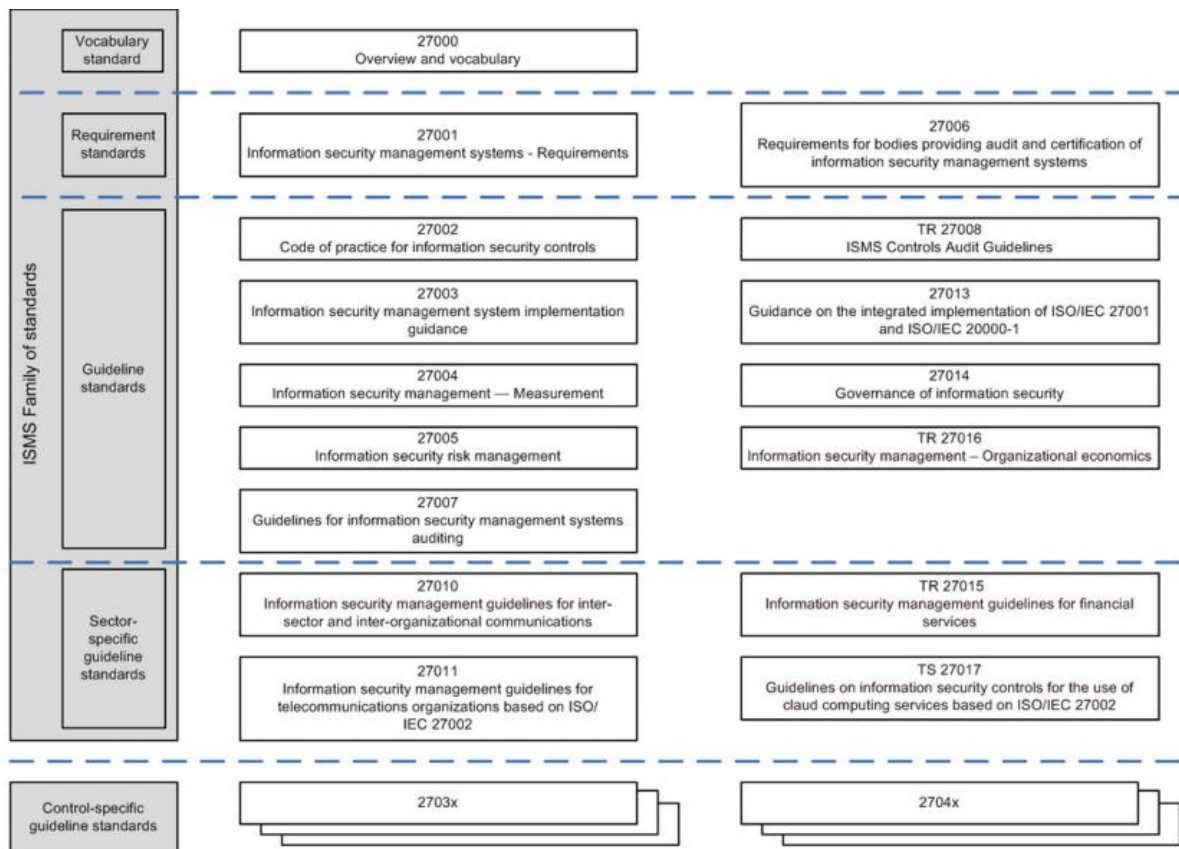 ISMS Family of standards
Vocabulary
standard
27000
Overview and vocabulary
Requirement
standards
27001
Information security management systems - Requirements
27006
Requirements for bodies providing audit and certification of
information security management systems
Guideline
standards
27002
Code of practice for information security controls
TR 27008
ISMS Controls Audit Guidelines
27003
Information security management system implementation
guidance
27013
Guidance on the integrated implementation of ISO/IEC 27001
and ISO/IEC 20000-1
27004
Information security management — Measurement
27014
Governance of information security
27005
Information security risk management
TR 27016
Information security management – Organizational economics
27007
Guidelines for information security management systems
auditing
Sector-
specific
guideline
standards
27010
Information security management guidelines for inter-
sector and inter-organizational communications
TR 27015
Information security management guidelines for financial
services
27011
Information security management guidelines for
telecommunications organizations based on ISO/
IEC 27002
TS 27017
Guidelines on information security controls for the use of
claud computing services based on ISO/IEC 27002
Control-specific
guideline standards
2703x
2704x